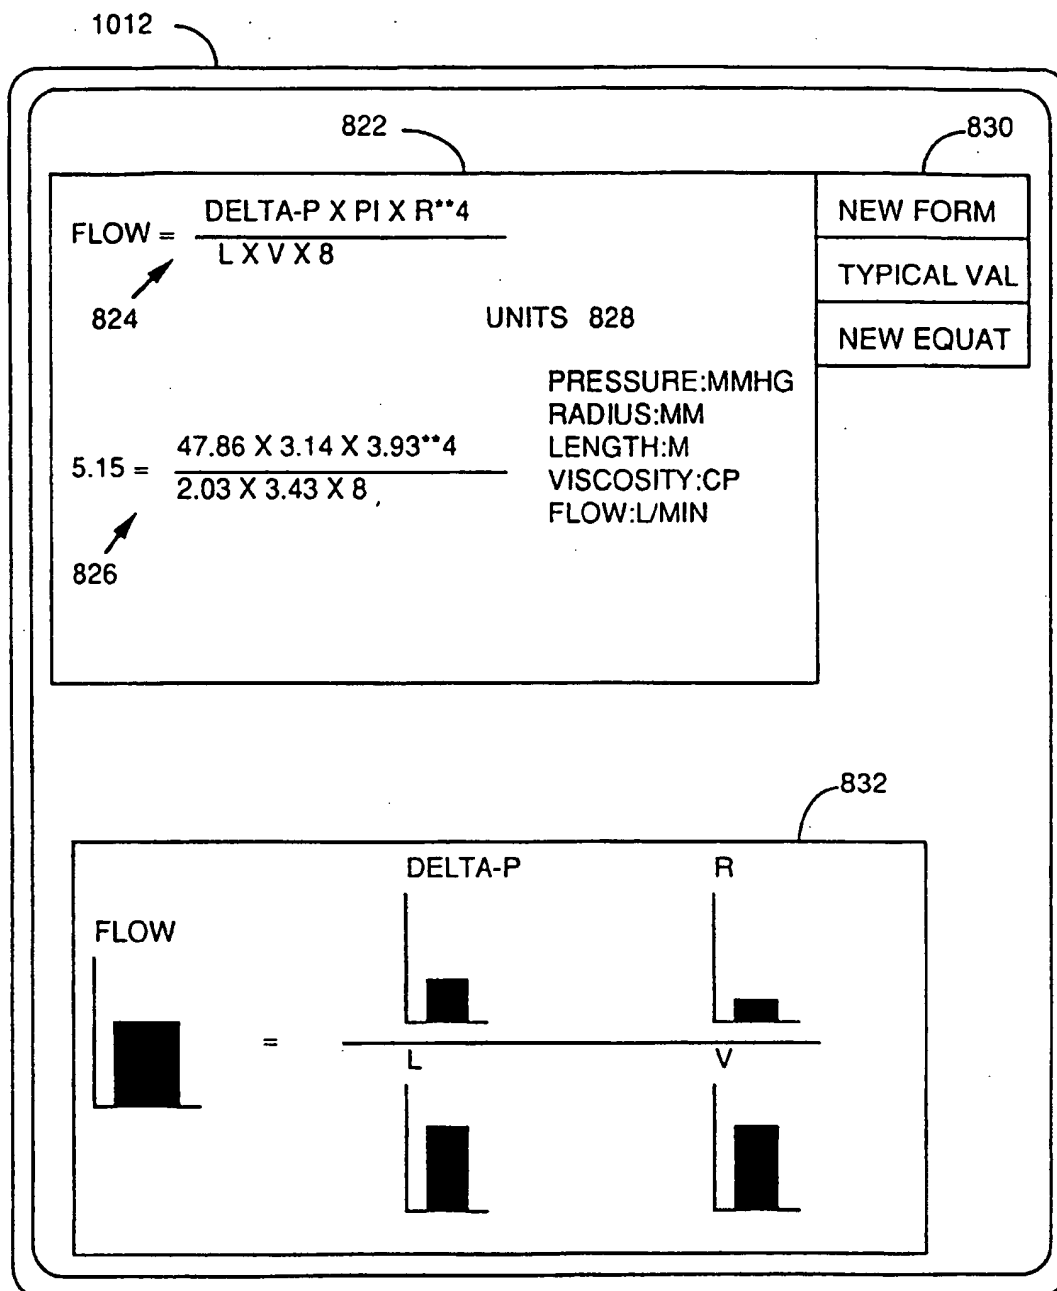 1012
822
830
FLOW = DELTA-P X PI X R**4
L X V X 8
824
UNITS 828
NEW FORM
TYPICAL VAL
NEW EQUAT
PRESSURE:MMHG
RADIUS:MM
LENGTH:M
VISCOSITY:CP
FLOW:L/MIN
5.15 = 47.86 X 3.14 X 3.93**4
2.03 X 3.43 X 8
826
832
DELTA-P
R
FLOW
=
L
V